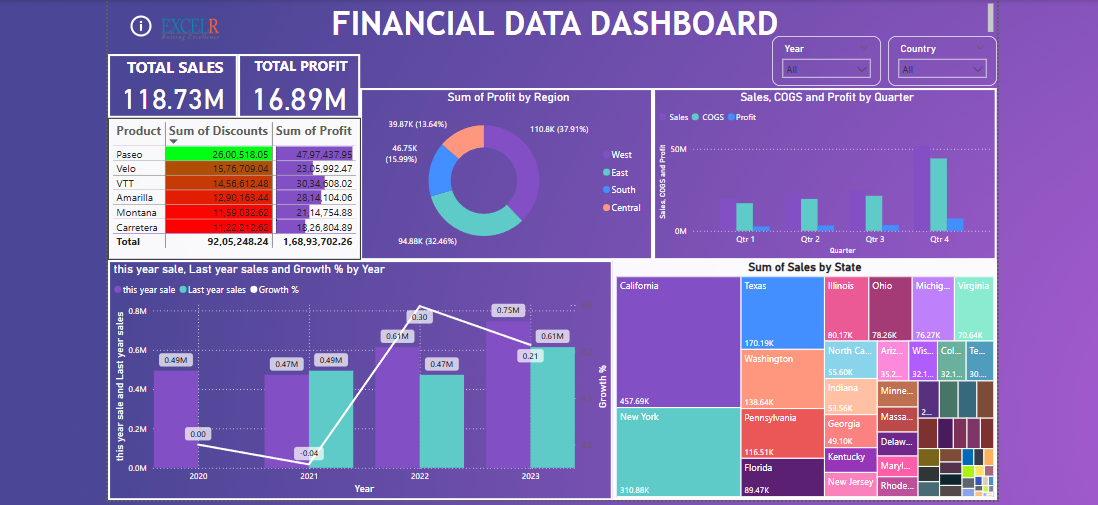 FINANCIAL DATA DASHBOARD
EXCELR
Year
All
Country
All
TOTAL SALES
118.73M
TOTAL PROFIT
16.89M
Product Sum of Discounts Sum of Profit
Paseo 26,00,518.05 47,97,437.95
Velo 15,76,709.04 23,05,992.47
VTT 14,56,612.48 30,34,608.02
Amarilla 12,90,163.44 28,14,104.06
Montana 11,59,032.62 21,14,754.88
Carretera 11,22,212.62 18,26,804.89
Total 92,05,248.24 1,68,93,702.26
Sum of Profit by Region
39.87K (13.64%)
110.8K (37.91%)
46.75K
(15.99%)
94.88K (32.46%)
West
East
South
Central
Sales, COGS and Profit by Quarter
Sales COGS Profit
Sales, COGS and Profit
50M
0M
Qtr 1 Qtr 2 Qtr 3 Qtr 4
Quarter
this year sale, Last year sales and Growth % by Year
this year sale Last year sales Growth %
this year sale and Last year sales
0.8M
0.6M
0.4M
0.2M
0.0M
0.49M
0.47M
0.49M
0.61M
0.47M
0.75M
0.61M
0.00
-0.04
0.30
0.21
2020 2021 2022 2023
Year
Growth %
Sum of Sales by State
California
457.69K
New York
310.88K
Texas
170.19K
Washington
138.64K
Pennsylvania
116.51K
Florida
89.47K
Illinois
80.17K
Ohio
78.26K
Michig...
76.27K
Virginia
70.64K
North Ca...
55.60K
Indiana
53.56K
Georgia
49.10K
Kentucky
New Jersey
Ariz...
35.2...
Wis...
32.1...
Col...
32.1...
Te...
30....
Minne...
Massa...
Delaw...
Maryl...
Rhode...
2...